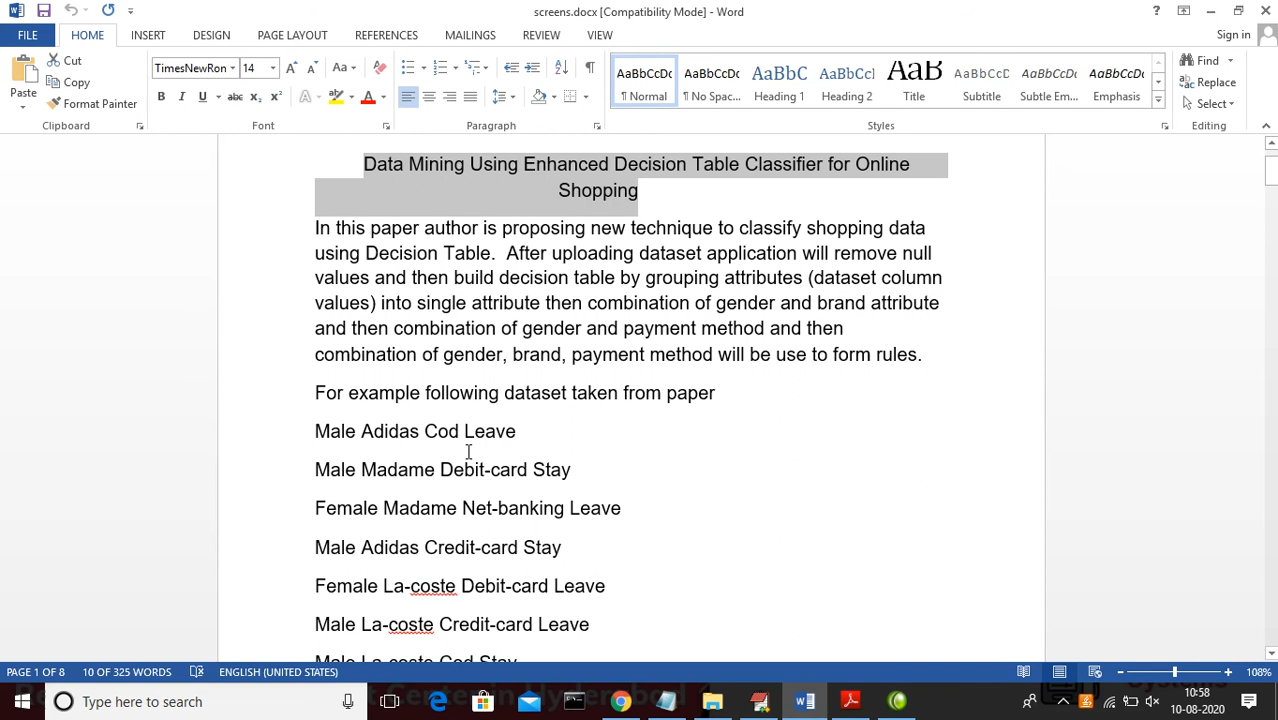 screens.docx [Compatibility Mode] - Word
?
FILE HOME INSERT DESIGN PAGE LAYOUT REFERENCES MAILINGS REVIEW VIEW Sign in
Paste Cut
Copy
Format Painter
Clipboard
TimesNewRon 14 Aa
B I U abc x₂ x² A A
Font
Paragraph
AaBbCcDc AaBbCcDc AaBbC AaBbCcl AaB AaBbCcD AaBbCcDc AaBbCcDc
¶ Normal ¶ No Spac... Heading 1 Heading 2 Title Subtitle Subtle Em... Emphasis
Styles
Find
Replace
Select
Editing
Data Mining Using Enhanced Decision Table Classifier for Online
Shopping
In this paper author is proposing new technique to classify shopping data
using Decision Table. After uploading dataset application will remove null
values and then build decision table by grouping attributes (dataset column
values) into single attribute then combination of gender and brand attribute
and then combination of gender and payment method and then
combination of gender, brand, payment method will be use to form rules.
For example following dataset taken from paper
Male Adidas Cod Leave
Male Madame Debit-card Stay
Female Madame Net-banking Leave
Male Adidas Credit-card Stay
Female La-coste Debit-card Leave
Male La-coste Credit-card Leave
Male La-coste Cod Stay
PAGE 1 OF 8 10 OF 325 WORDS ENGLISH (UNITED STATES) 108%
Type here to search
10:58
10-08-2020